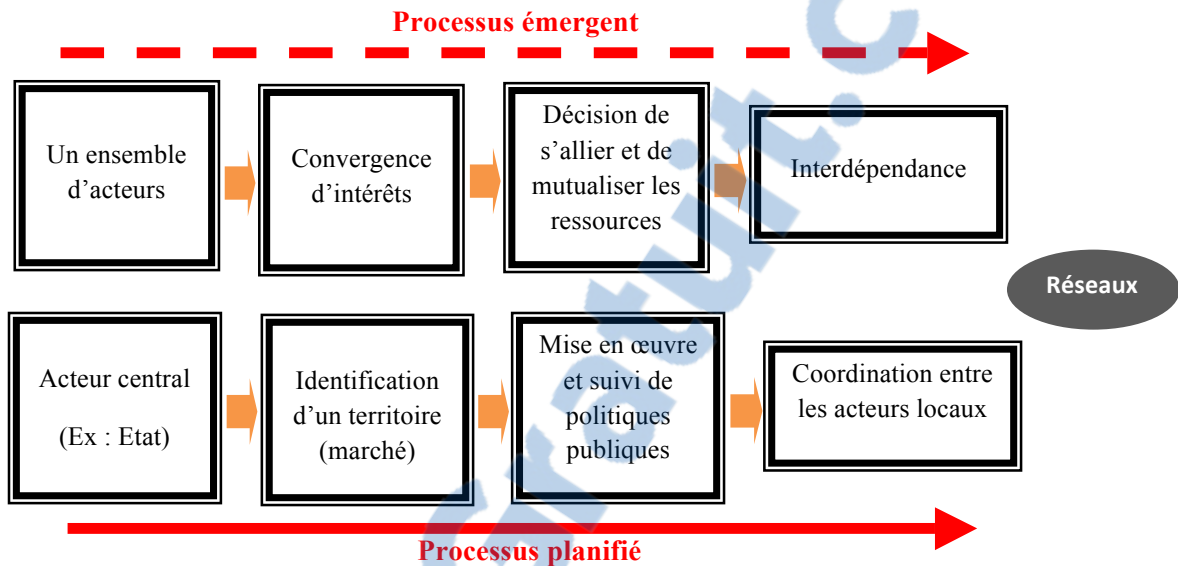 Processus émergent
Un ensemble
d'acteurs
Convergence
d'intérêts
Décision de
s'allier et de
mutualiser les
ressources
Interdépendance
Réseaux
Acteur central
(Ex : Etat)
Identification
d'un territoire
(marché)
Mise en œuvre
et suivi de
politiques
publiques
Coordination entre
les acteurs locaux
Processus planifié
Gratuit.c